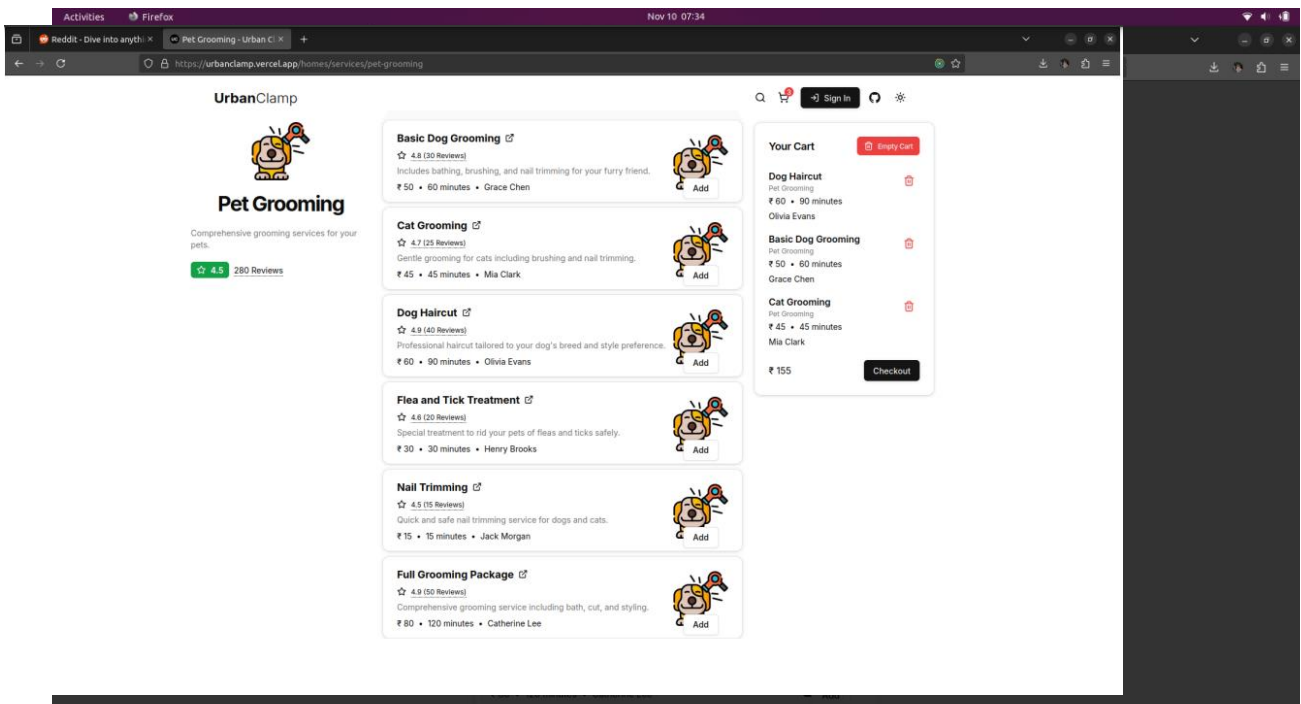 Activities
Firefox
Nov 10 07:34
Reddit - Dive into anythi
Pet Grooming - Urban Cl
https://urbanclamp.vercel.app/homes/services/pet-grooming
UrbanClamp
3
Sign In
Pet Grooming
Comprehensive grooming services for your
pets.
4.5 280 Reviews
Basic Dog Grooming
4.8 (30 Reviews)
Includes bathing, brushing, and nail trimming for your furry friend.
₹ 50 • 60 minutes • Grace Chen
Add
Cat Grooming
4.7 (25 Reviews)
Gentle grooming for cats including brushing and nail trimming.
₹ 45 • 45 minutes • Mia Clark
Add
Dog Haircut
4.9 (40 Reviews)
Professional haircut tailored to your dog's breed and style preference.
₹ 60 • 90 minutes • Olivia Evans
Add
Flea and Tick Treatment
4.6 (20 Reviews)
Special treatment to rid your pets of fleas and ticks safely.
₹ 30 • 30 minutes • Henry Brooks
Add
Nail Trimming
4.5 (15 Reviews)
Quick and safe nail trimming service for dogs and cats.
₹ 15 • 15 minutes • Jack Morgan
Add
Full Grooming Package
4.9 (50 Reviews)
Comprehensive grooming service including bath, cut, and styling.
₹ 80 • 120 minutes • Catherine Lee
Add
Your Cart
Empty Cart
Dog Haircut
Pet Grooming
₹ 60 • 90 minutes
Olivia Evans
Basic Dog Grooming
Pet Grooming
₹ 50 • 60 minutes
Grace Chen
Cat Grooming
Pet Grooming
₹ 45 • 45 minutes
Mia Clark
₹ 155
Checkout